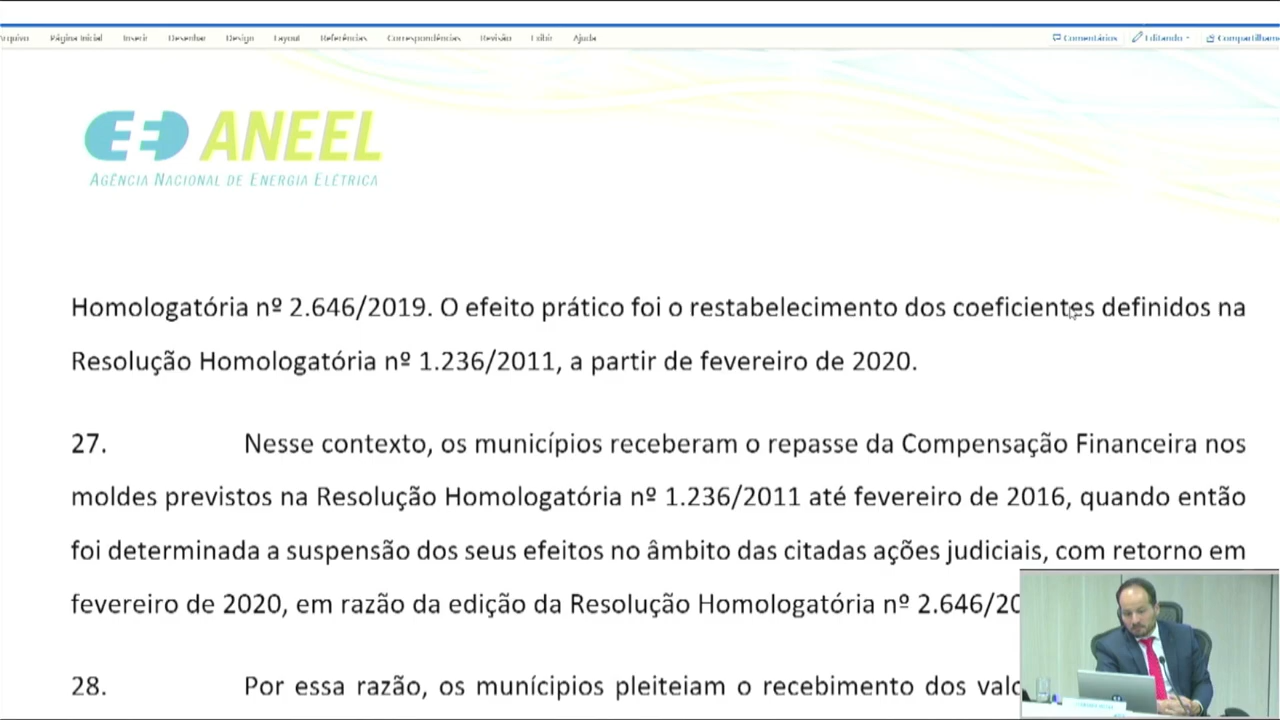 Arquivo Página Inicial Inserir Desenhar Design Layout Referências Correspondências Revisão Exibir Ajuda Comentários Editando Compartilhamento
ANEEL
AGÊNCIA NACIONAL DE ENERGIA ELÉTRICA
Homologatória nº 2.646/2019. O efeito prático foi o restabelecimento dos coeficientes definidos na
Resolução Homologatória nº 1.236/2011, a partir de fevereiro de 2020.
27. Nesse contexto, os municípios receberam o repasse da Compensação Financeira nos
moldes previstos na Resolução Homologatória nº 1.236/2011 até fevereiro de 2016, quando então
foi determinada a suspensão dos seus efeitos no âmbito das citadas ações judiciais, com retorno em
fevereiro de 2020, em razão da edição da Resolução Homologatória nº 2.646/20
28. Por essa razão, os munícipios pleiteiam o recebimento dos valo